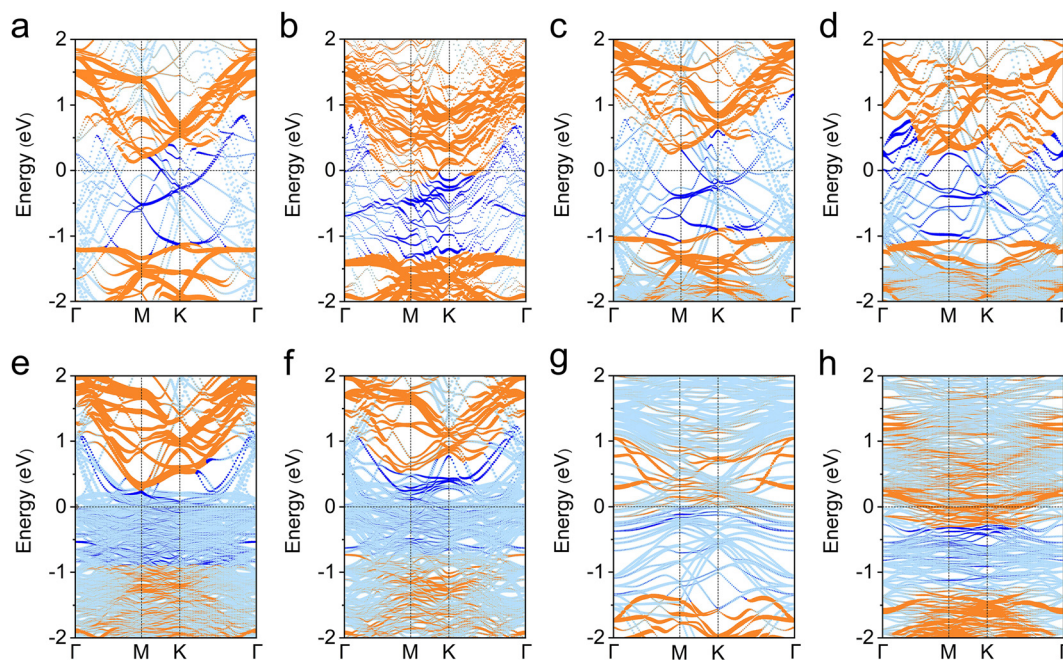 a b c d
2 2 2 2
1 1 1 1
Energy (eV) Energy (eV) Energy (eV) Energy (eV)
0 0 0 0
-1 -1 -1 -1
-2 -2 -2 -2
Γ M K Γ Γ M K Γ Γ M K Γ Γ M K Γ
e f g h
2 2 2 2
1 1 1 1
Energy (eV) Energy (eV) Energy (eV) Energy (eV)
0 0 0 0
-1 -1 -1 -1
-2 -2 -2 -2
Γ M K Γ Γ M K Γ Γ M K Γ Γ M K Γ